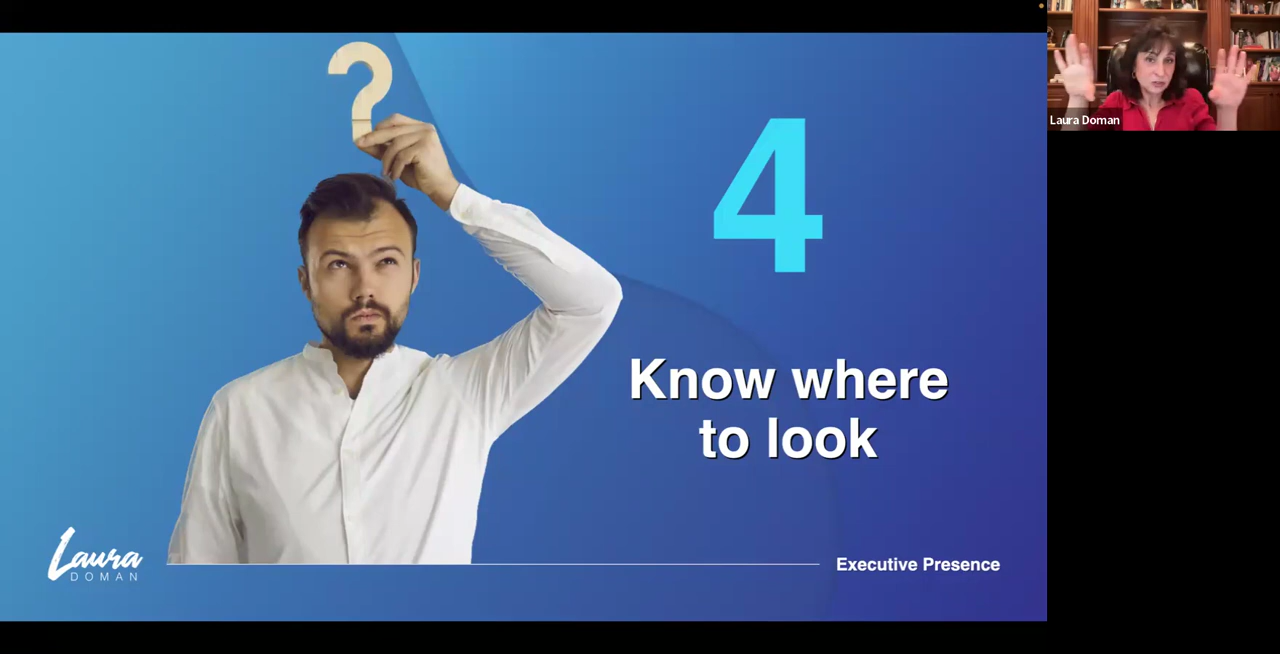 ?
4
Know where
to look
Laura
DOMAN
Executive Presence
Laura Doman